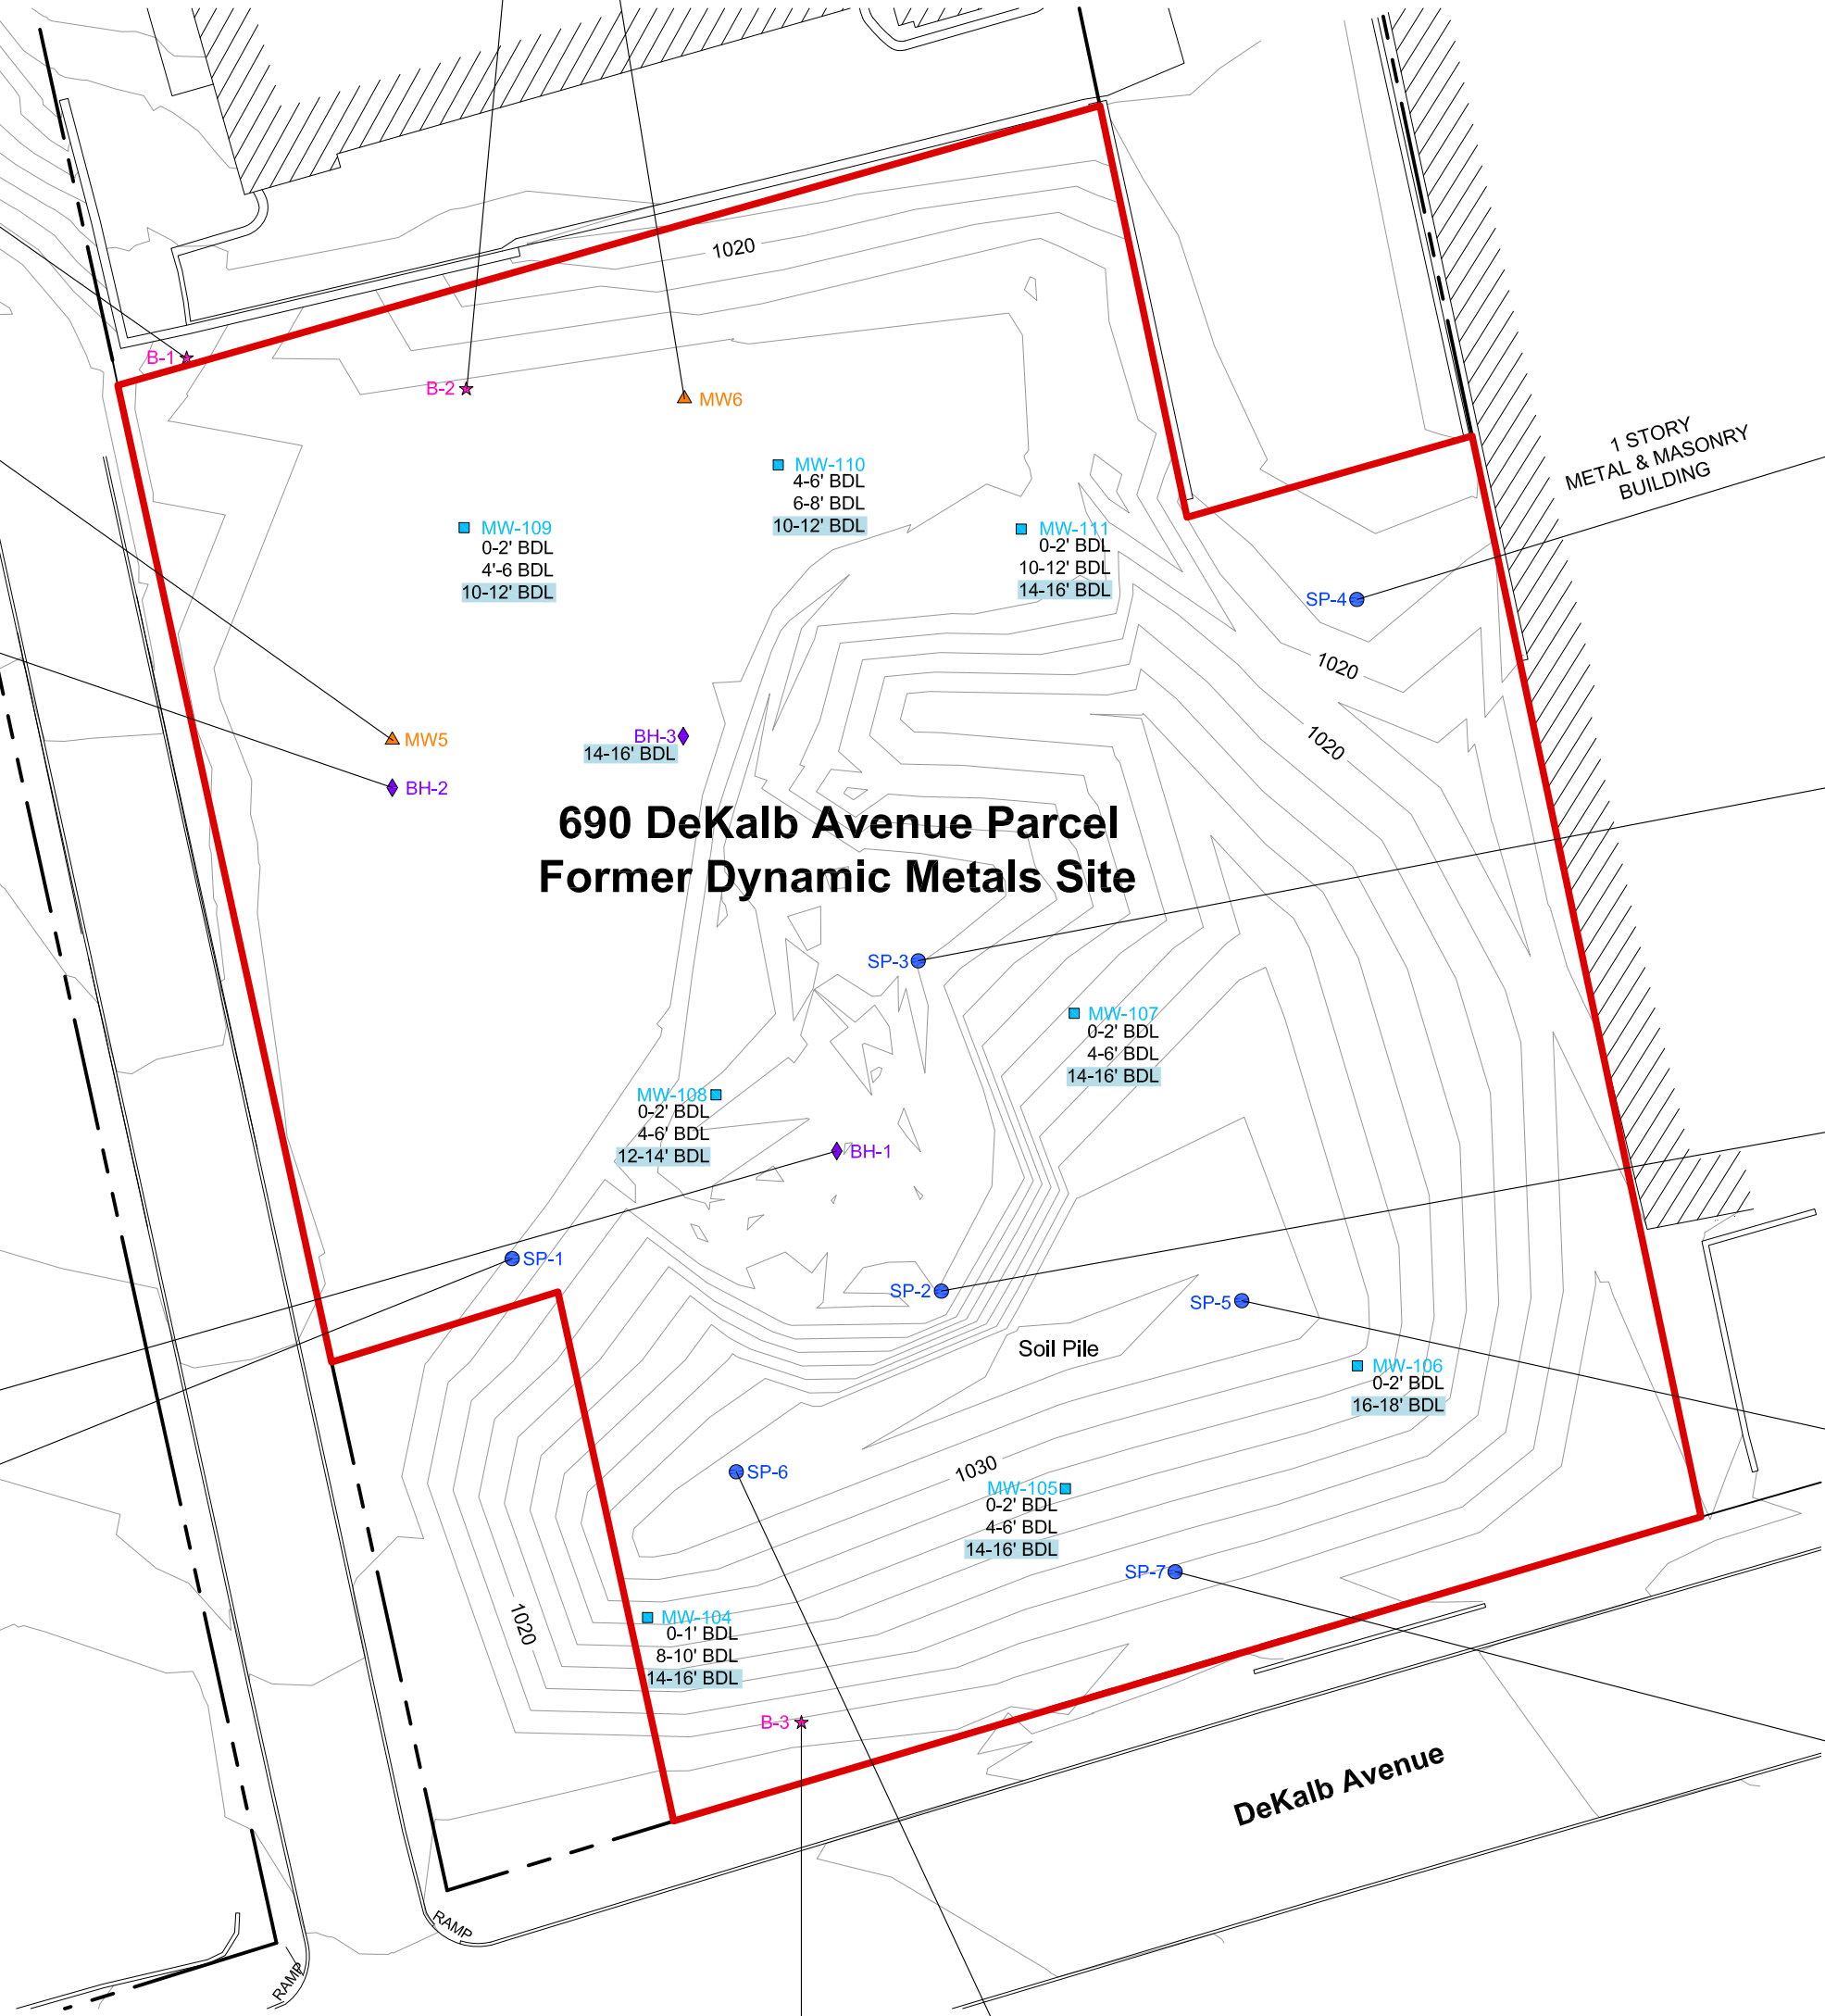 1020
B-1
B-2
MW6
1 STORY
METAL & MASONRY
BUILDING
MW-110
4-6' BDL
6-8' BDL
10-12' BDL
MW-109
0-2' BDL
4'-6 BDL
10-12' BDL
MW-111
0-2' BDL
10-12' BDL
14-16' BDL
SP-4
1020
1020
MW5
BH-3
14-16' BDL
BH-2
690 DeKalb Avenue Parcel
Former Dynamic Metals Site
SP-3
MW-107
0-2' BDL
4-6' BDL
14-16' BDL
MW-108
0-2' BDL
4-6' BDL
12-14' BDL
BH-1
SP-1
SP-2
SP-5
Soil Pile
MW-106
0-2' BDL
16-18' BDL
SP-6
1030
MW-105
0-2' BDL
4-6' BDL
14-16' BDL
SP-7
1020
MW-104
0-1' BDL
8-10' BDL
14-16' BDL
B-3
DeKalb Avenue
RAMP
RAMP